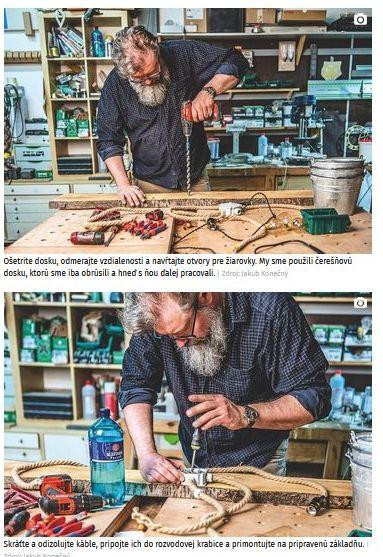 Ošetrite dosku, odmerajte vzdialenosti a navŕtajte otvory pre žiarovky. My sme použili čerešňovú
dosku, ktorú sme iba obrúsili a hneď s ňou ďalej pracovali. | Zdroj: Jakub Konečný
Skráťte a odizolujte káble, pripojte ich do rozvodovej krabice a primontujte na pripravenú základňu. |
Zdroj: Jakub Konečný